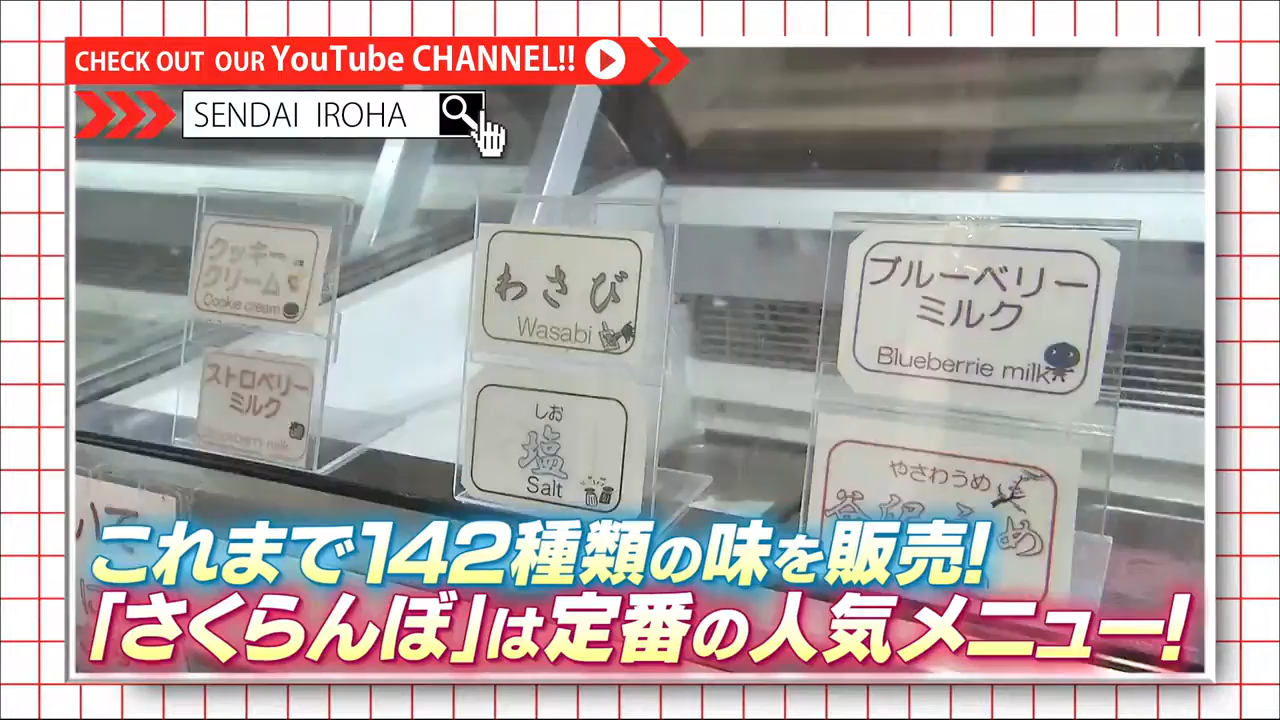 CHECK OUT OUR YouTube CHANNEL!!
SENDAI IROHA
クッキー
クリーム
Cookie cream
ストロベリー
ミルク
わさび
Wasabi
しお
塩
Salt
ブルーベリー
ミルク
Blueberrie milk
やさわうめ
これまで142種類の味を販売!
「さくらんぼ」は定番の人気メニュー!